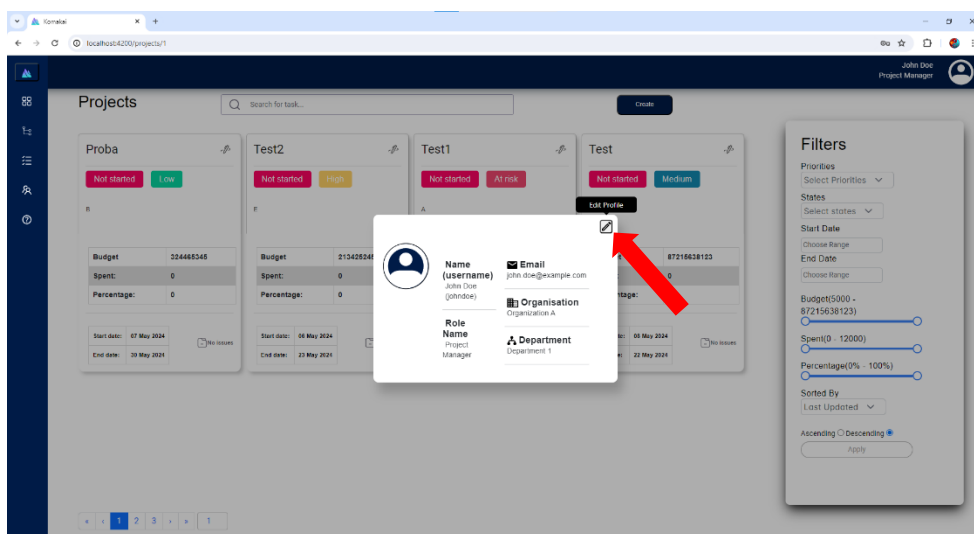 Komakai
localhost:4200/projects/1
John Doe
Project Manager
Projects
Search for task...
Create
Proba
Not started Low
B
Budget 324465345
Spent: 0
Percentage: 0
Start date: 07 May 2024
End date: 30 May 2024
No issues
Test2
Not started High
Budget 213425245
Spent: 0
Percentage: 0
Start date: 06 May 2024
End date: 23 May 2024
Test1
Not started At risk
A
Test
Not started Medium
87215638123
0
03 May 2024
22 May 2024
No issues
Edit Profile
Name
(username)
John Doe
(johndoe)
Role
Name
Project
Manager
Email
john doe@example.com
Organisation
Organization A
Department
Department 1
Filters
Priorities
Select Priorities
States
Select states
Start Date
Choose Range
End Date
Choose Range
Budget(5000 -
87215638123)
Spent(0 - 12000)
Percentage(0% - 100%)
Sorted By
Last Updated
Ascending Descending
Apply
« ‹ 1 2 3 › » 1